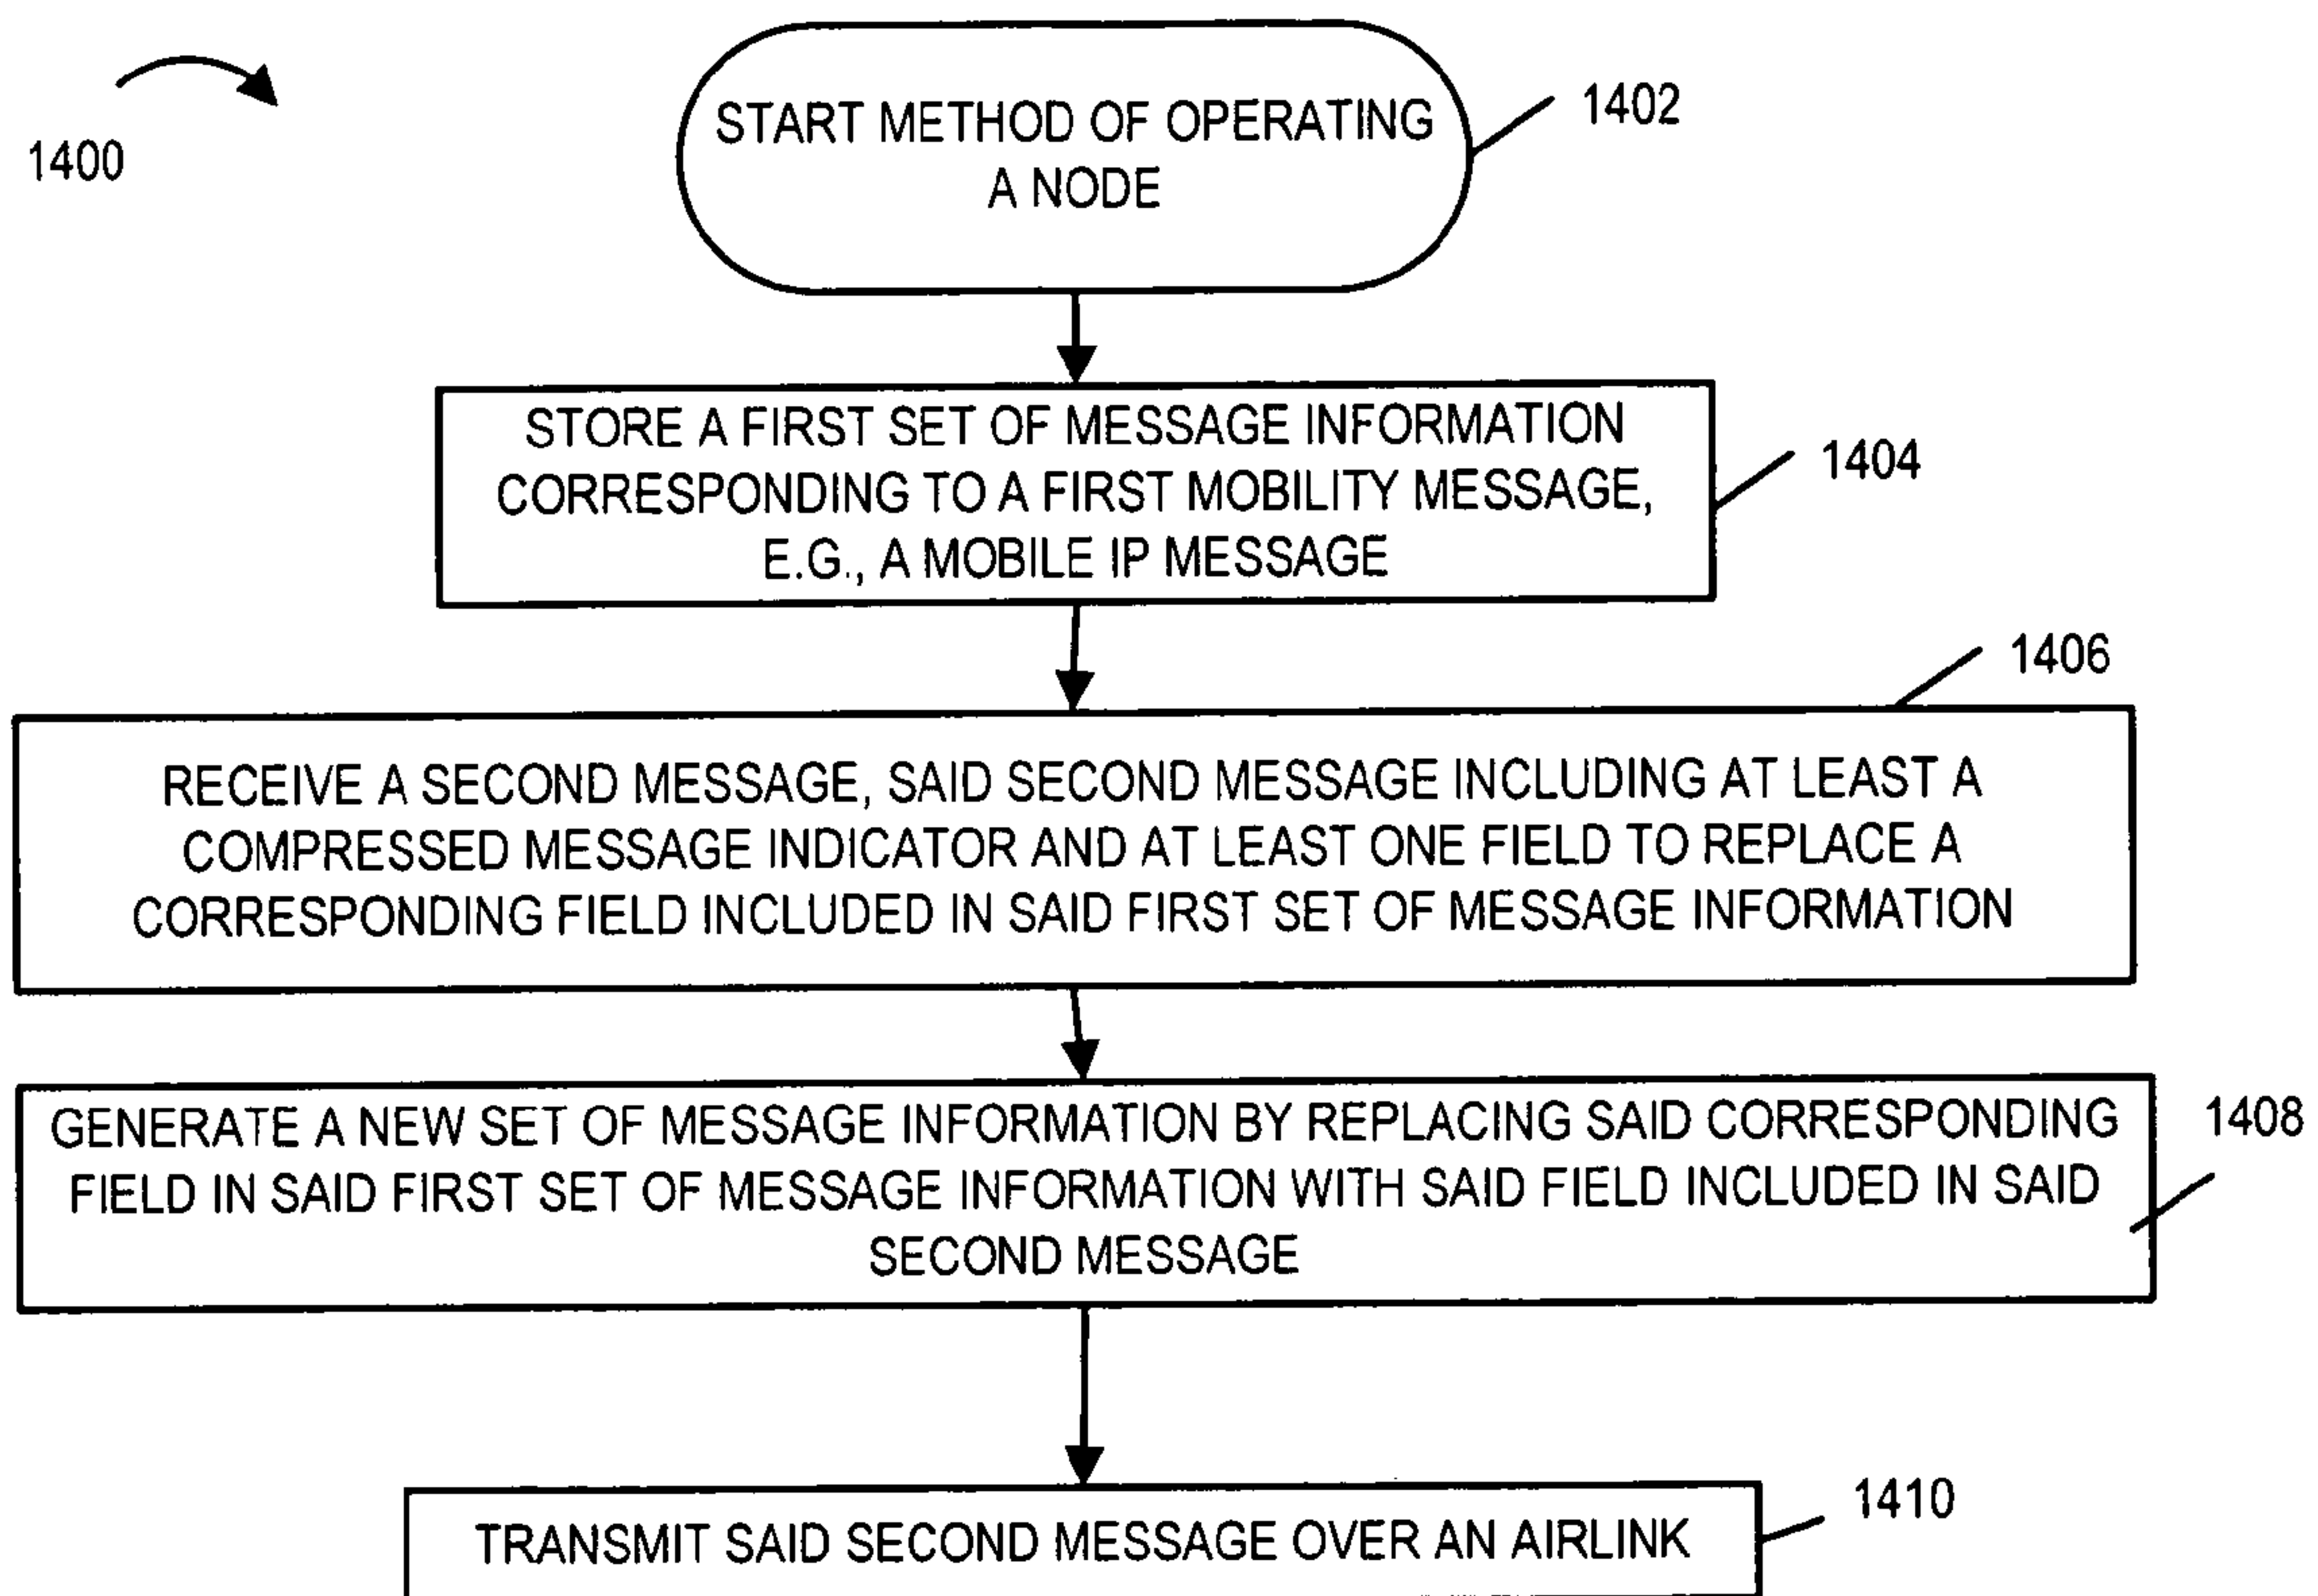 1400
START METHOD OF OPERATING
A NODE
1402
STORE A FIRST SET OF MESSAGE INFORMATION
CORRESPONDING TO A FIRST MOBILITY MESSAGE,
E.G., A MOBILE IP MESSAGE
1404
1406
RECEIVE A SECOND MESSAGE, SAID SECOND MESSAGE INCLUDING AT LEAST A
COMPRESSED MESSAGE INDICATOR AND AT LEAST ONE FIELD TO REPLACE A
CORRESPONDING FIELD INCLUDED IN SAID FIRST SET OF MESSAGE INFORMATION
GENERATE A NEW SET OF MESSAGE INFORMATION BY REPLACING SAID CORRESPONDING
FIELD IN SAID FIRST SET OF MESSAGE INFORMATION WITH SAID FIELD INCLUDED IN SAID
SECOND MESSAGE
1408
TRANSMIT SAID SECOND MESSAGE OVER AN AIRLINK
1410